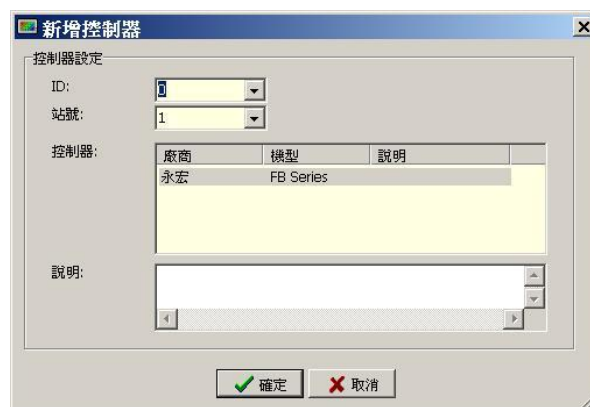 新增控制器
控制器設定
ID: 0
站號: 1
控制器: 廠商 機型 說明
永宏 FB Series
說明:
確定 取消